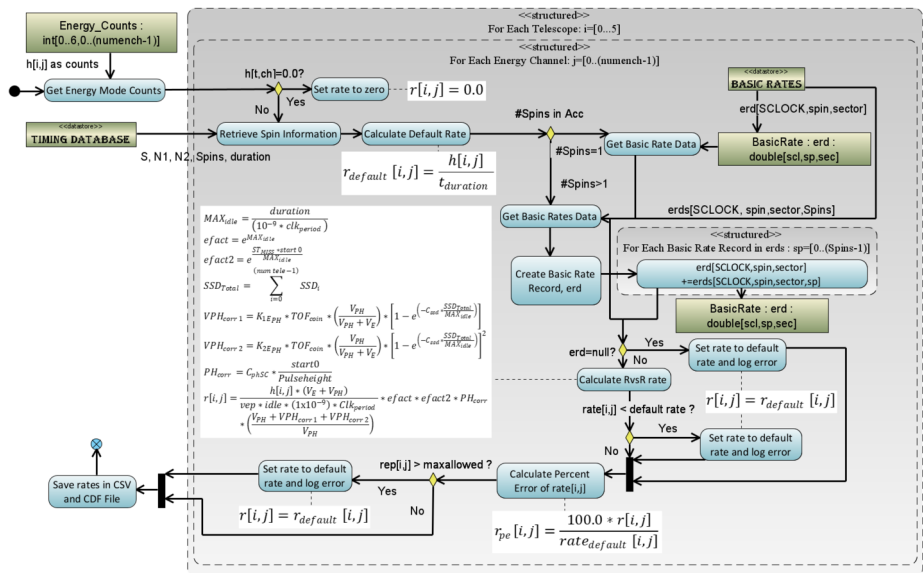 <<structured>>
For Each Telescope: i=[0...5]
<<structured>>
For Each Energy Channel: j=[0..(numench-1)]
Energy_Counts :
int[0..6,0..(numench-1)]
h[i,j] as counts
Get Energy Mode Counts
h[t,ch]=0.0?
Yes
No
Set rate to zero
r[i,j] = 0.0
<<datastore>>
BASIC RATES
erd[SCLOCK,spin,sector]
<<datastore>>
TIMING DATABASE
S, N1, N2, Spins, duration
Retrieve Spin Information
Calculate Default Rate
r_default [i,j] = h[i,j] / t_duration
#Spins in Acc
#Spins=1
#Spins>1
Get Basic Rate Data
BasicRate : erd :
double[scl,sp,sec]
Get Basic Rates Data
erds[SCLOCK, spin,sector,Spins]
<<structured>>
For Each Basic Rate Record in erds : sp=[0..(Spins-1)]
Create Basic Rate
Record, erd
erd[SCLOCK,spin,sector]
+=erds[SCLOCK,spin,sector,sp]
BasicRate : erd :
double[scl,sp,sec]
MAX_idle = duration / (10^-9 * clk_period)
efact = e^MAX_idle
efact2 = e^(ST_MISS*start0 / MAX_idle)
SSD_Total = ∑_{i=0}^{(numtele-1)} SSD_i
VPH_corr1 = K_1E_PH * TOF_coin * (V_PH / (V_PH + V_E)) * [1 − e^(−C_ssd * SSD_Total / MAX_idle)]
VPH_corr2 = K_2E_PH * TOF_coin * (V_PH / (V_PH + V_E)) * [1 − e^(−C_ssd * SSD_Total / MAX_idle)]^2
PH_corr = C_phSC * start0 / Pulseheight
r[i,j] = h[i,j] * (V_E + V_PH) / (vep * idle * (1x10^-9) * Clk_period) * efact * efact2 * PH_corr
* ((V_PH + VPH_corr1 + VPH_corr2) / V_PH)
erd=null?
Yes
No
Set rate to default
rate and log error
Calculate RvsR rate
r[i,j] = r_default [i,j]
rate[i,j] < default rate ?
Yes
No
Set rate to default
rate and log error
Calculate Percent
Error of rate[i,j]
r_pe [i,j] = 100.0 * r[i,j] / rate_default [i,j]
rep[i,j] > maxallowed ?
Yes
No
Set rate to default
rate and log error
r[i,j] = r_default [i,j]
Save rates in CSV
and CDF File